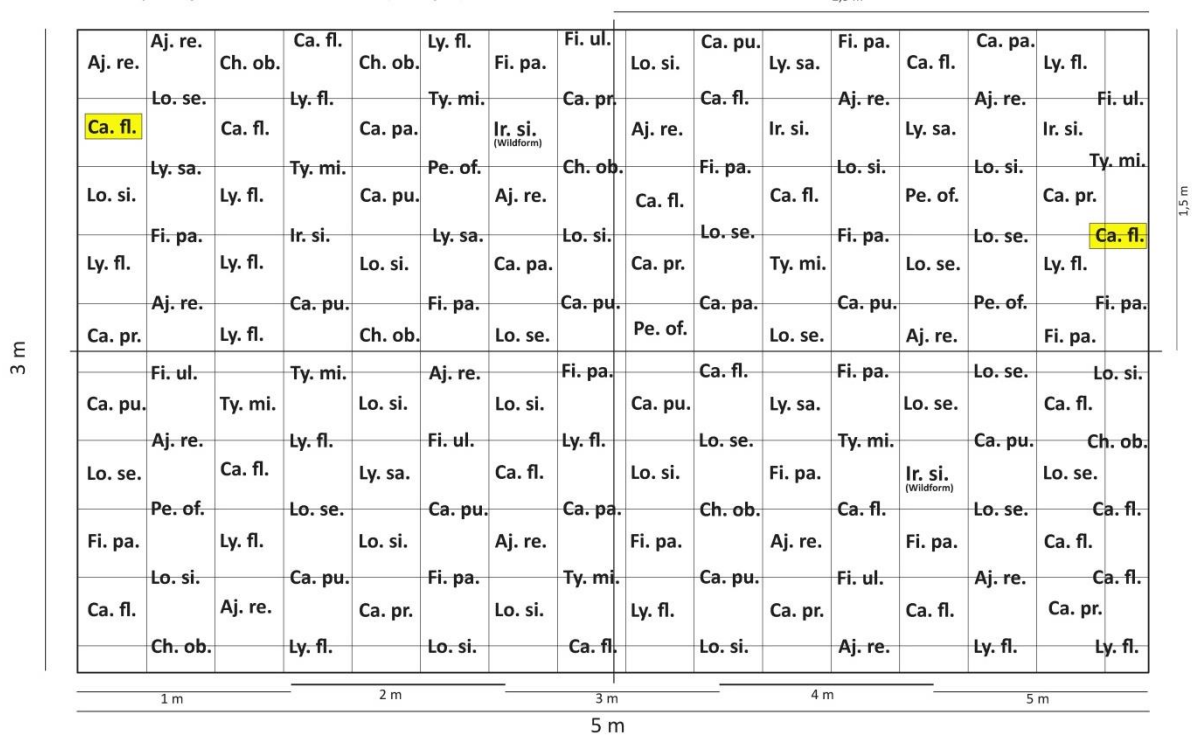 Aj. re. Ca. fl. Ly. fl. Fi. ul. Ca. pu. Fi. pa. Ca. pa.
Aj. re. Ch. ob. Ch. ob. Fi. pa. Lo. si. Ly. sa. Ca. fl. Ly. fl.
Lo. se. Ly. fl. Ty. mi. Ca. pr. Ca. fl. Aj. re. Aj. re. Fi. ul.
Ca. fl. Ca. fl. Ca. pa. Ir. si. Aj. re. Ir. si. Ly. sa. Ir. si.
(Wildform)
Ly. sa. Ty. mi. Pe. of. Ch. ob. Fi. pa. Lo. si. Lo. si. Ty. mi.
Lo. si. Ly. fl. Ca. pu. Aj. re. Ca. fl. Ca. fl. Pe. of. Ca. pr.
1,5 m
Fi. pa. Ir. si. Ly. sa. Lo. si. Lo. se. Fi. pa. Lo. se. Ca. fl.
Ly. fl. Ly. fl. Lo. si. Ca. pa. Ca. pr. Ty. mi. Lo. se. Ly. fl.
Aj. re. Ca. pu. Fi. pa. Ca. pu. Ca. pa. Ca. pu. Pe. of. Fi. pa.
Ca. pr. Ly. fl. Ch. ob. Lo. se. Pe. of. Lo. se. Aj. re. Fi. pa.
3 m
Fi. ul. Ty. mi. Aj. re. Fi. pa. Ca. fl. Fi. pa. Lo. se. Lo. si.
Ca. pu. Ty. mi. Lo. si. Lo. si. Ca. pu. Ly. sa. Lo. se. Ca. fl.
Aj. re. Ly. fl. Fi. ul. Ly. fl. Lo. se. Ty. mi. Ca. pu. Ch. ob.
Lo. se. Ca. fl. Ly. sa. Ca. fl. Lo. si. Fi. pa. Ir. si. Lo. se.
(Wildform)
Pe. of. Lo. se. Ca. pu. Ca. pa. Ch. ob. Ca. fl. Lo. se. Ca. fl.
Fi. pa. Ly. fl. Lo. si. Aj. re. Fi. pa. Aj. re. Fi. pa. Ca. fl.
Lo. si. Ca. pu. Fi. pa. Ty. mi. Ca. pu. Fi. ul. Aj. re. Ca. fl.
Ca. fl. Aj. re. Ca. pr. Lo. si. Ly. fl. Ca. pr. Ca. fl. Ca. pr.
Ch. ob. Ly. fl. Lo. si. Ca. fl. Lo. si. Aj. re. Ly. fl. Ly. fl.
1 m 2 m 3 m 4 m 5 m
5 m